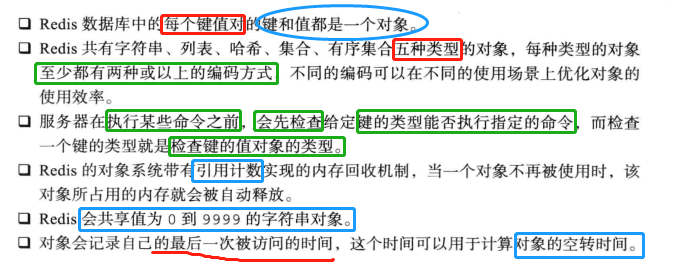 ❏ Redis 数据库中的每个键值对的键和值都是一个对象。
❏ Redis 共有字符串、列表、哈希、集合、有序集合五种类型的对象，每种类型的对象
至少都有两种或以上的编码方式 不同的编码可以在不同的使用场景上优化对象的
使用效率。
❏ 服务器在执行某些命令之前，会先检查给定键的类型能否执行指定的命令，而检查
一个键的类型就是检查键的值对象的类型。
❏ Redis 的对象系统带有引用计数实现的内存回收机制，当一个对象不再被使用时，该
对象所占用的内存就会被自动释放。
❏ Redis 会共享值为 0 到 9999 的字符串对象。
❏ 对象会记录自己的最后一次被访问的时间，这个时间可以用于计算对象的空转时间。